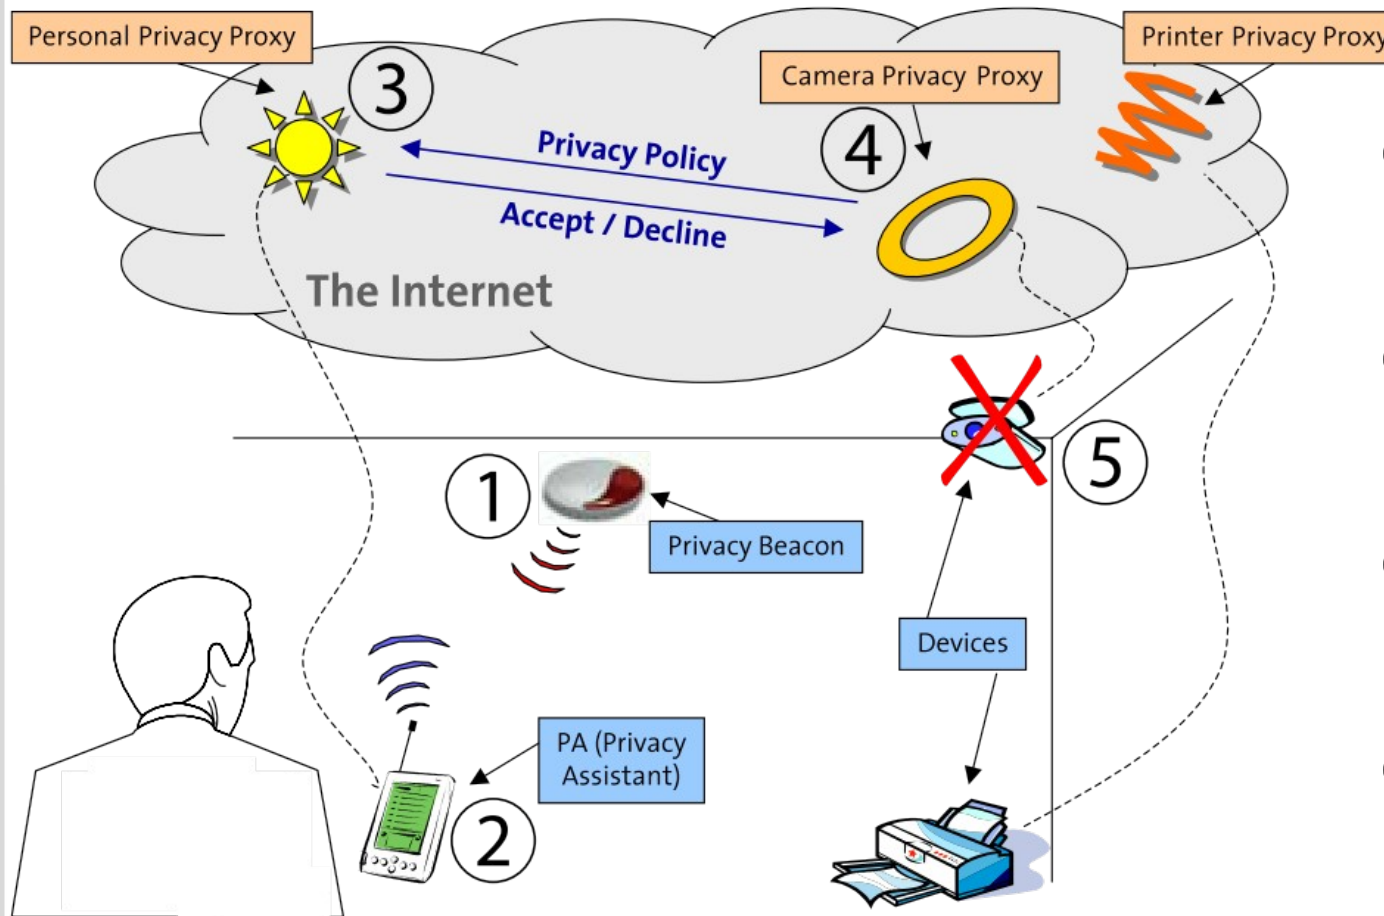 Personal Privacy Proxy
Printer Privacy Proxy
Camera Privacy Proxy
3
4
Privacy Policy
Accept / Decline
The Internet
5
1
Privacy Beacon
Devices
PA (Privacy
Assistant)
2